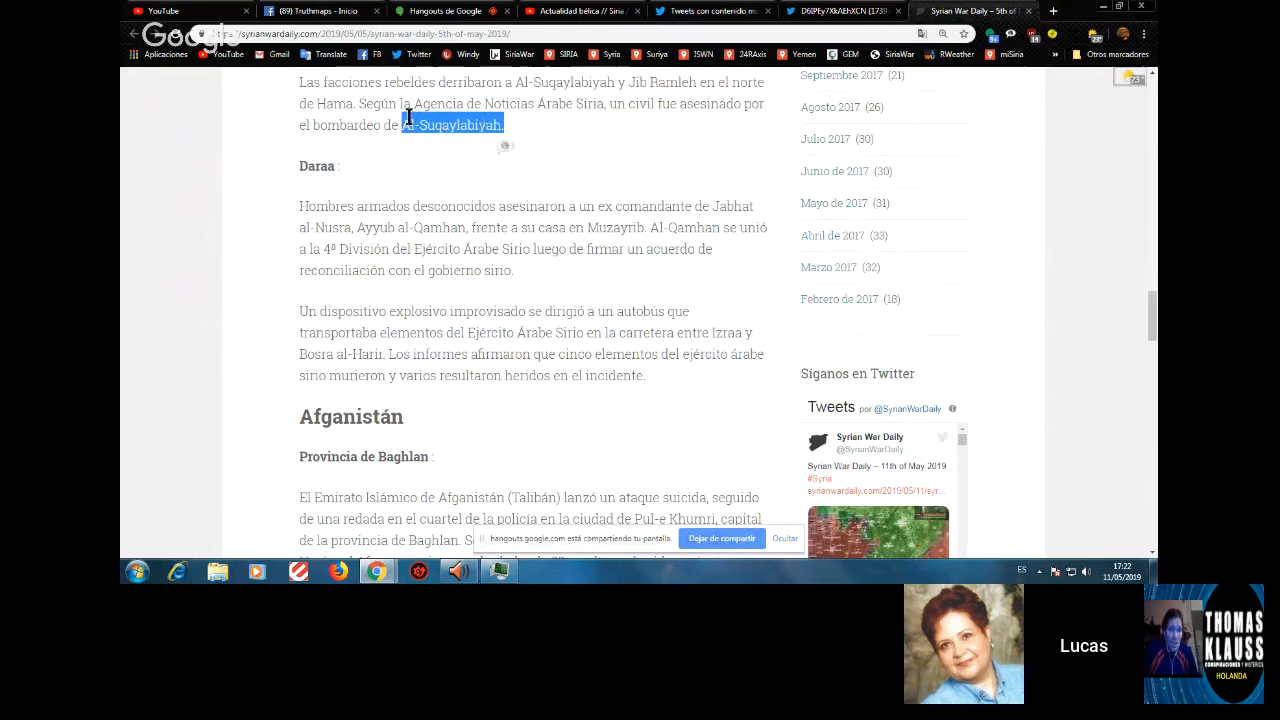 YouTube
(89) Truthmaps - Inicio
Hangouts de Google
Actualidad bélica // Siria
Tweets con contenido mu
D6IPEy7XkAEhXCN (1739
Syrian War Daily – 5th of
Google
https://syrianwardaily.com/2019/05/05/syrian-war-daily-5th-of-may-2019/
Aplicaciones YouTube Gmail Translate FB Twitter Windy SiriaWar SIRIA Syria Suriya ISWN 24RAxis Yemen GEM SyriaWar RWeather miSiria Otros marcadores
Las facciones rebeldes derribaron a Al-Suqaylabiyah y Jib Ramleh en el norte
de Hama. Según la Agencia de Noticias Árabe Siria, un civil fue asesinado por
el bombardeo de Al-Suqaylabiyah.
Daraa :
Hombres armados desconocidos asesinaron a un ex comandante de Jabhat
al-Nusra, Ayyub al-Qamhan, frente a su casa en Muzayrib. Al-Qamhan se unió
a la 4ª División del Ejército Árabe Sirio luego de firmar un acuerdo de
reconciliación con el gobierno sirio.
Un dispositivo explosivo improvisado se dirigió a un autobús que
transportaba elementos del Ejército Árabe Sirio en la carretera entre Izraa y
Bosra al-Harir. Los informes afirmaron que cinco elementos del ejército árabe
sirio murieron y varios resultaron heridos en el incidente.
Afganistán
Provincia de Baghlan :
El Emirato Islámico de Afganistán (Talibán) lanzó un ataque suicida, seguido
de una redada en el cuartel de la policía en la ciudad de Pul-e Khumri, capital
de la provincia de Baghlan.
Septiembre 2017 (21)
Agosto 2017 (26)
Julio 2017 (30)
Junio de 2017 (30)
Mayo de 2017 (31)
Abril de 2017 (33)
Marzo 2017 (32)
Febrero de 2017 (18)
Síganos en Twitter
Tweets por @SyrianWarDaily
Syrian War Daily
@SyrianWarDaily
Syrian War Daily – 11th of May 2019
#Syria
syrianwardaily.com/2019/05/11/syr...
hangouts.google.com está compartiendo tu pantalla.
Dejar de compartir
Ocultar
ES
17:22
11/05/2019
Lucas
THOMAS
KLAUSS
CONSPIRACIONES Y MISTERIOS
HOLANDA